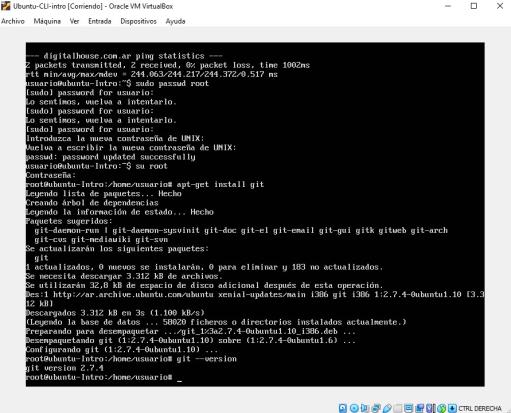 Ubuntu-CLI-intro [Corriendo] - Oracle VM VirtualBox
Archivo Máquina Ver Entrada Dispositivos Ayuda
--- digitalhouse.com.ar ping statistics ---
2 packets transmitted, 2 received, 0% packet loss, time 1002ms
rtt min/avg/max/mdev = 244.063/244.217/244.372/0.517 ms
usuario@ubuntu-Intro:~$ sudo passwd root
[sudo] password for usuario:
Lo sentimos, vuelva a intentarlo.
[sudo] password for usuario:
Lo sentimos, vuelva a intentarlo.
[sudo] password for usuario:
Introduzca la nueva contraseña de UNIX:
Vuelva a escribir la nueva contraseña de UNIX:
passwd: password updated successfully
usuario@ubuntu-Intro:~$ su root
Contraseña:
root@ubuntu-Intro:/home/usuario# apt-get install git
Leyendo lista de paquetes... Hecho
Creando árbol de dependencias
Leyendo la información de estado... Hecho
Paquetes sugeridos:
git-daemon-run | git-daemon-sysvinit git-doc git-el git-email git-gui gitk gitweb git-arch
git-cvs git-mediawiki git-svn
Se actualizarán los siguientes paquetes:
git
1 actualizados, 0 nuevos se instalarán, 0 para eliminar y 183 no actualizados.
Se necesita descargar 3.312 kB de archivos.
Se utilizarán 32,8 kB de espacio de disco adicional después de esta operación.
Des:1 http://ar.archive.ubuntu.com/ubuntu xenial-updates/main i386 git i386 1:2.7.4-0ubuntu1.10 [3.3
12 kB]
Descargados 3.312 kB en 3s (1.100 kB/s)
(Leyendo la base de datos ... 58020 ficheros o directorios instalados actualmente.)
Preparando para desempaquetar .../git_1%3a2.7.4-0ubuntu1.10_i386.deb ...
Desempaquetando git (1:2.7.4-0ubuntu1.10) sobre (1:2.7.4-0ubuntu1.6) ...
Configurando git (1:2.7.4-0ubuntu1.10) ...
root@ubuntu-Intro:/home/usuario# git --version
git version 2.7.4
root@ubuntu-Intro:/home/usuario# _
CTRL DERECHA